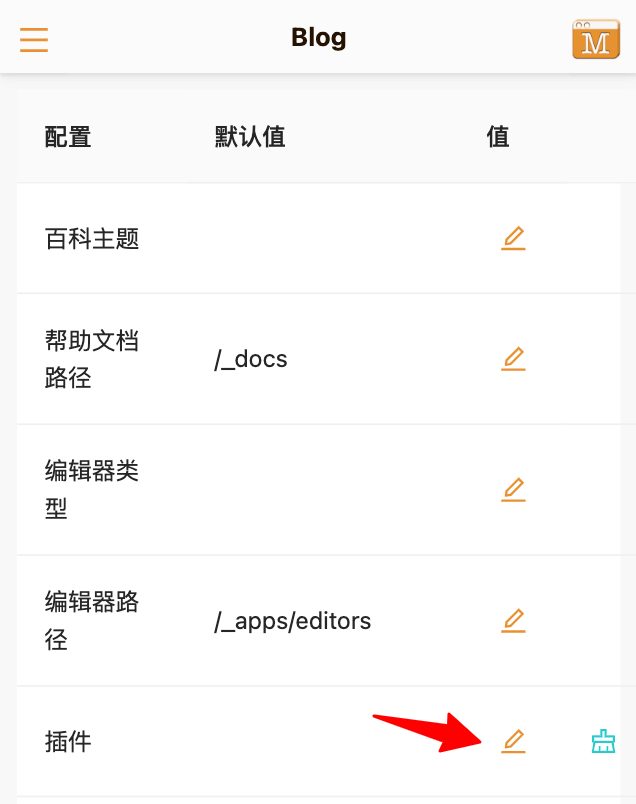 Blog
M
配置 默认值 值
百科主题
帮助文档
路径
/_docs
编辑器类
型
编辑器路
径
/_apps/editors
插件